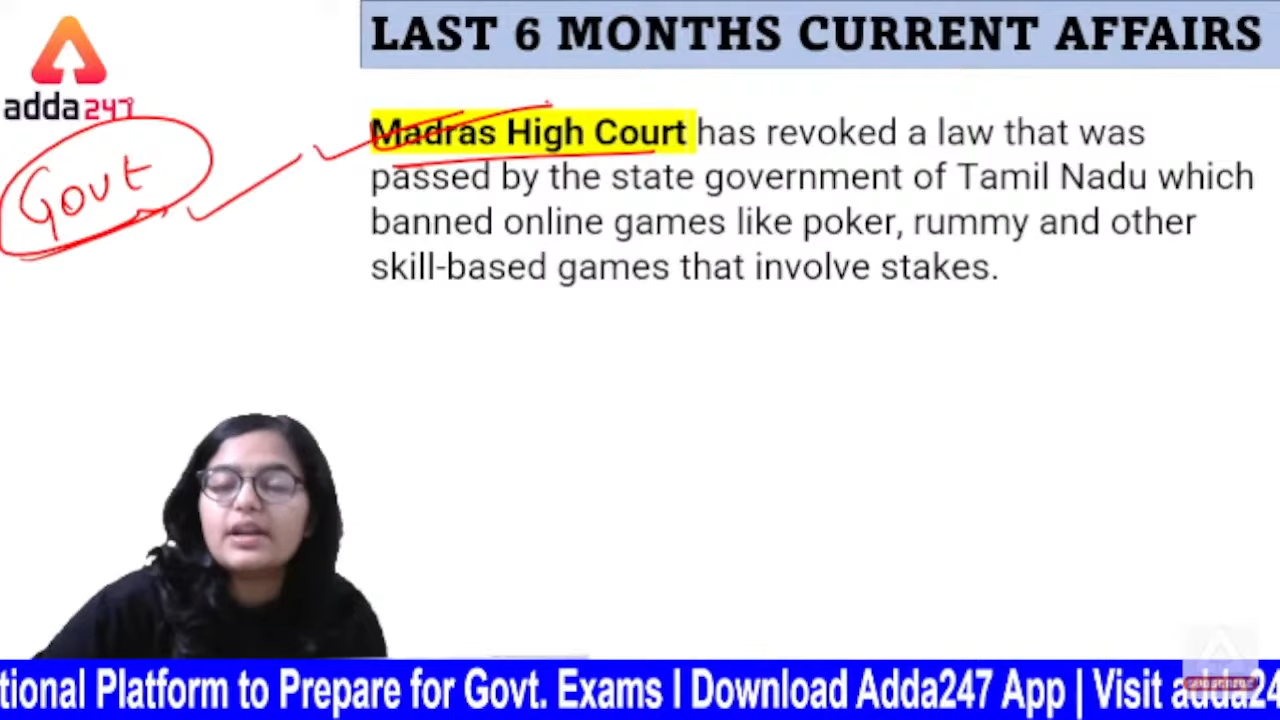 LAST 6 MONTHS CURRENT AFFAIRS
adda247
Govt
Madras High Court has revoked a law that was
passed by the state government of Tamil Nadu which
banned online games like poker, rummy and other
skill-based games that involve stakes.
tional Platform to Prepare for Govt. Exams I Download Adda247 App | Visit adda24
SUBSCRIBE